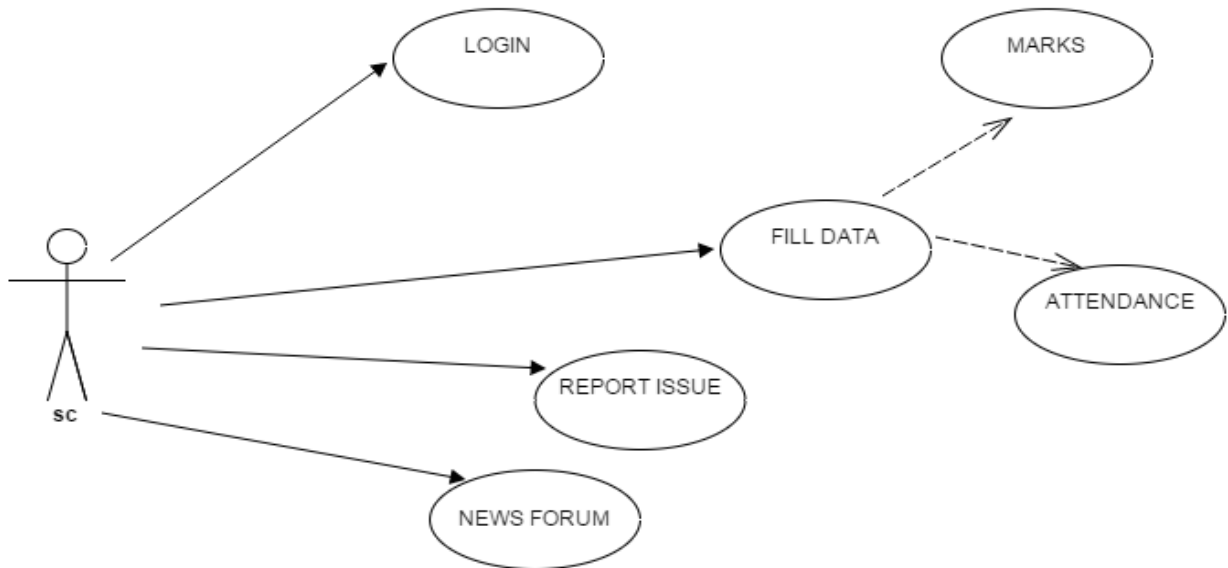 LOGIN
MARKS
FILL DATA
ATTENDANCE
REPORT ISSUE
sc
NEWS FORUM